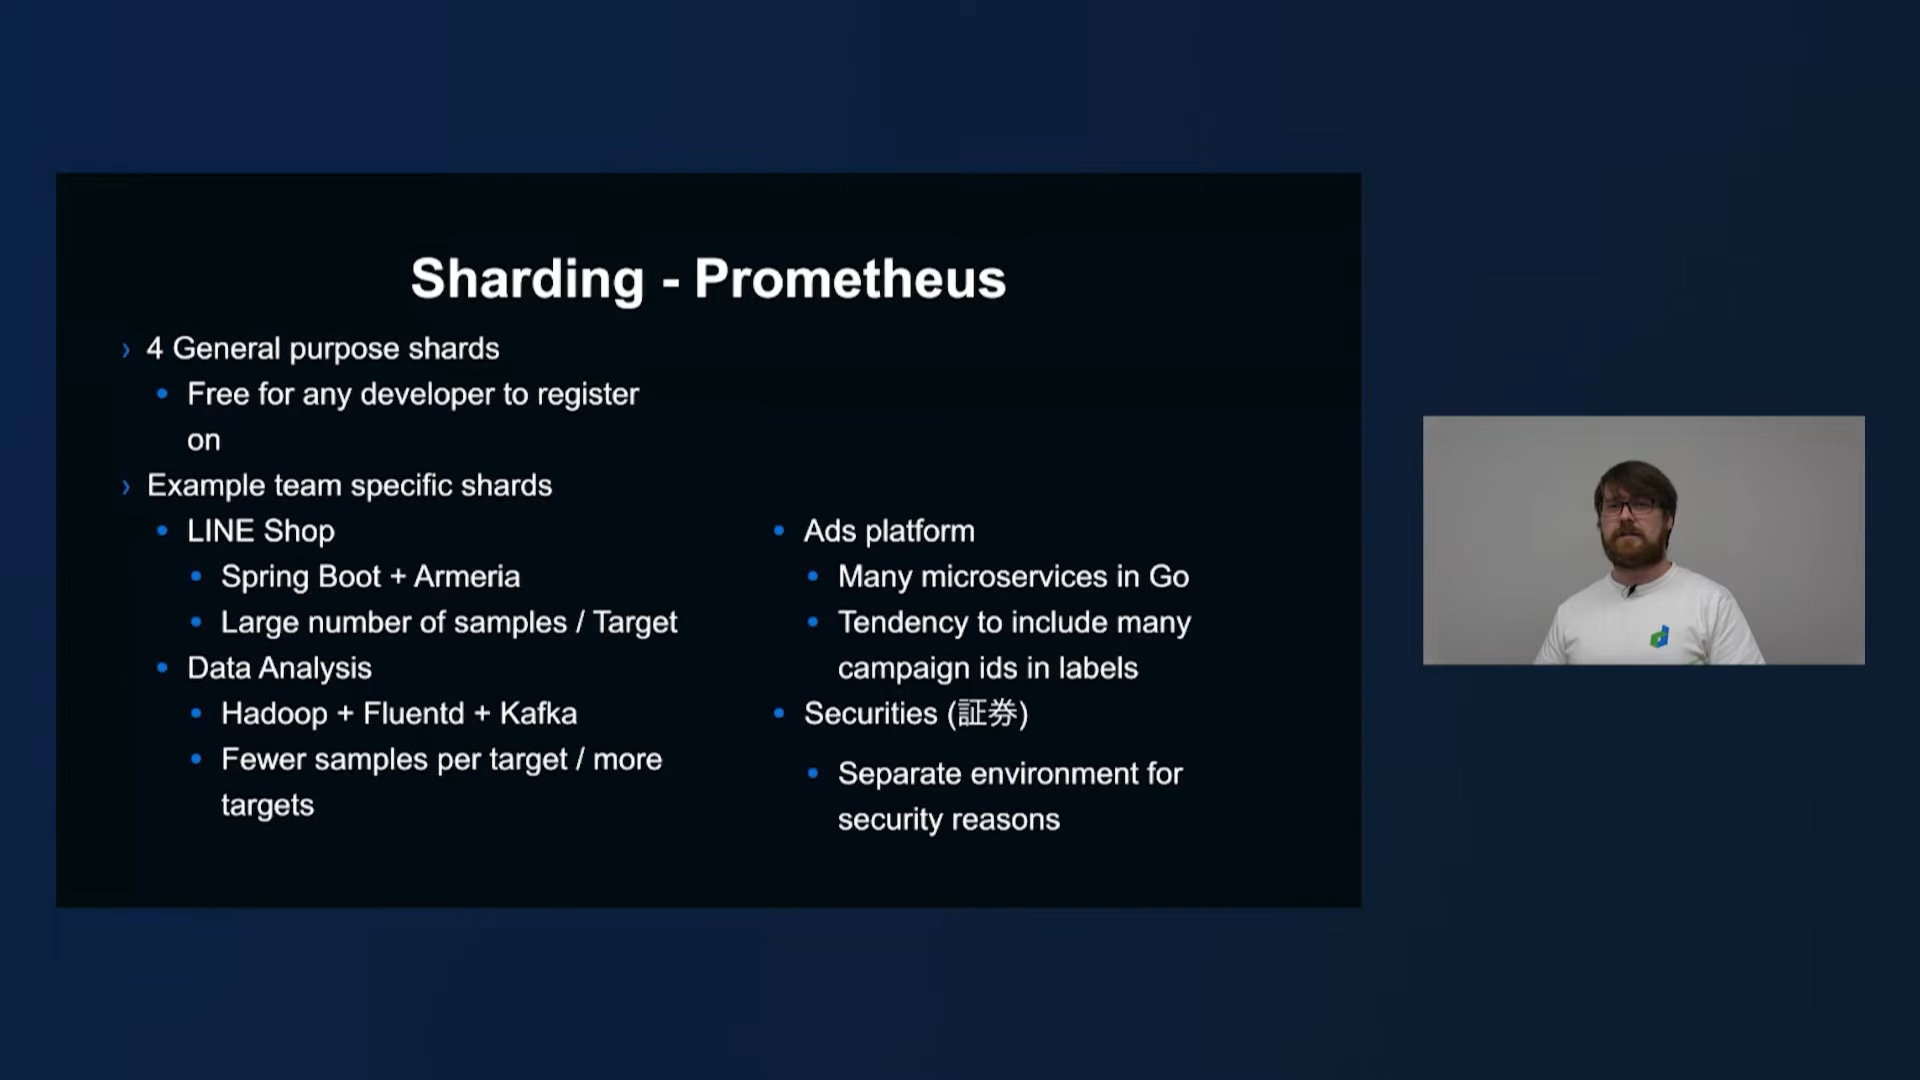 Sharding - Prometheus
› 4 General purpose shards
• Free for any developer to register
on
› Example team specific shards
• LINE Shop
• Spring Boot + Armeria
• Large number of samples / Target
• Data Analysis
• Hadoop + Fluentd + Kafka
• Fewer samples per target / more
targets
• Ads platform
• Many microservices in Go
• Tendency to include many
campaign ids in labels
• Securities (証券)
• Separate environment for
security reasons